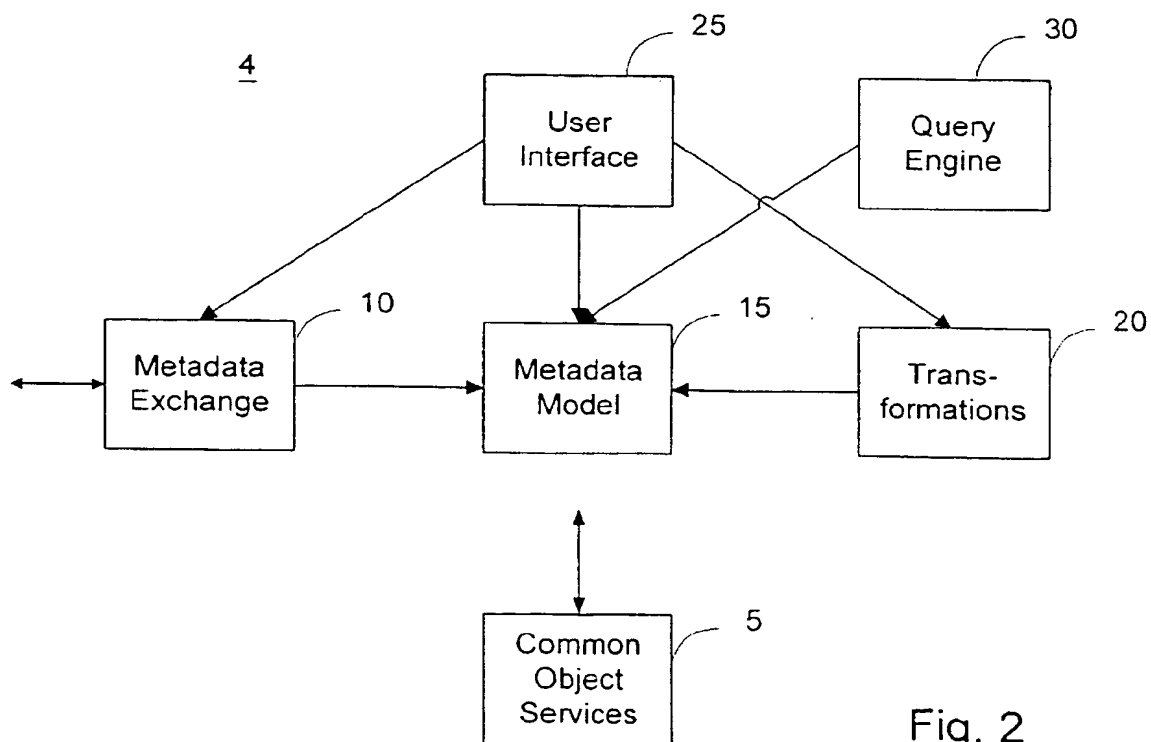 4
25
30
User
Interface
Query
Engine
10
15
20
Metadata
Exchange
Metadata
Model
Trans-
formations
5
Common
Object
Services
Fig. 2